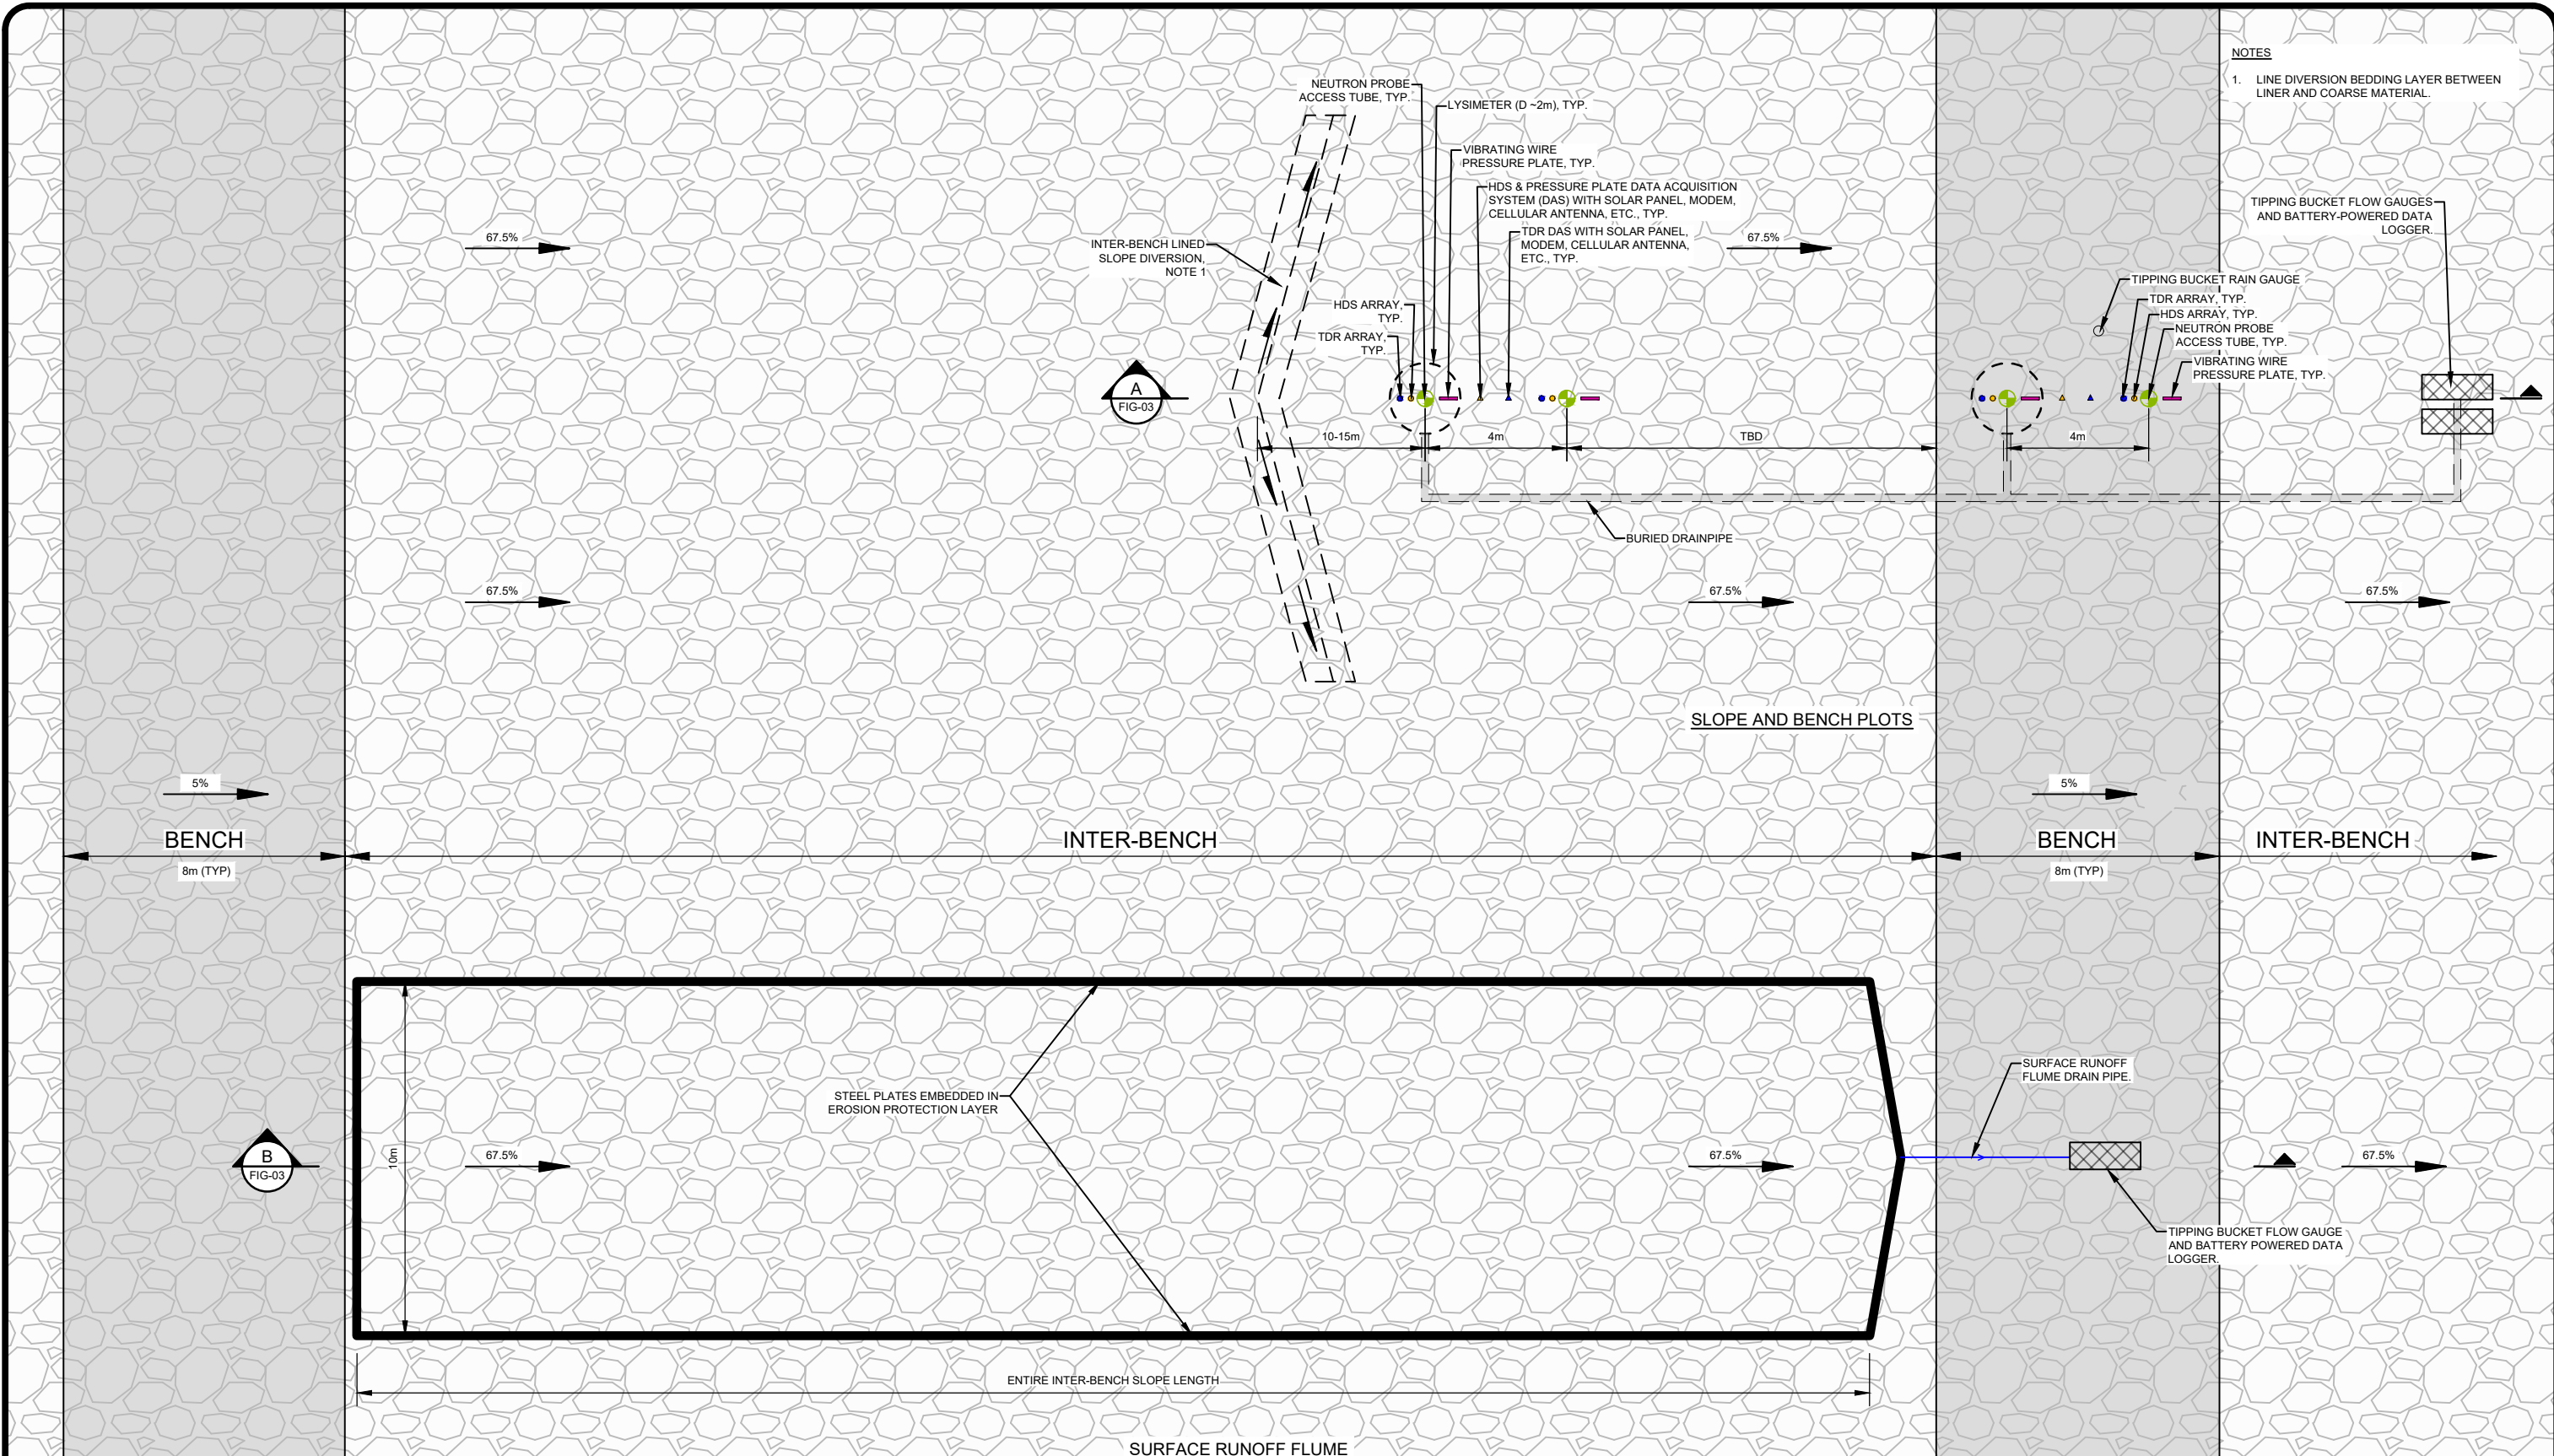 NOTES
1. LINE DIVERSION BEDDING LAYER BETWEEN
LINER AND COARSE MATERIAL.
NEUTRON PROBE
ACCESS TUBE, TYP.
LYSIMETER (D ~2m), TYP.
VIBRATING WIRE
PRESSURE PLATE, TYP.
HDS & PRESSURE PLATE DATA ACQUISITION
SYSTEM (DAS) WITH SOLAR PANEL, MODEM,
CELLULAR ANTENNA, ETC., TYP.
TDR DAS WITH SOLAR PANEL,
MODEM, CELLULAR ANTENNA,
ETC., TYP.
TIPPING BUCKET FLOW GAUGES
AND BATTERY-POWERED DATA
LOGGER.
67.5%
INTER-BENCH LINED
SLOPE DIVERSION,
NOTE 1
67.5%
TIPPING BUCKET RAIN GAUGE
TDR ARRAY, TYP.
HDS ARRAY, TYP.
NEUTRON PROBE
ACCESS TUBE, TYP.
VIBRATING WIRE
PRESSURE PLATE, TYP.
HDS ARRAY,
TYP.
TDR ARRAY,
TYP.
A
FIG-03
10-15m
4m
TBD
4m
BURIED DRAINPIPE
67.5%
67.5%
67.5%
SLOPE AND BENCH PLOTS
5%
5%
BENCH
INTER-BENCH
BENCH
INTER-BENCH
8m (TYP)
8m (TYP)
STEEL PLATES EMBEDDED IN
EROSION PROTECTION LAYER
SURFACE RUNOFF
FLUME DRAIN PIPE.
B
FIG-03
10m
67.5%
67.5%
67.5%
TIPPING BUCKET FLOW GAUGE
AND BATTERY POWERED DATA
LOGGER.
ENTIRE INTER-BENCH SLOPE LENGTH
SURFACE RUNOFF FLUME